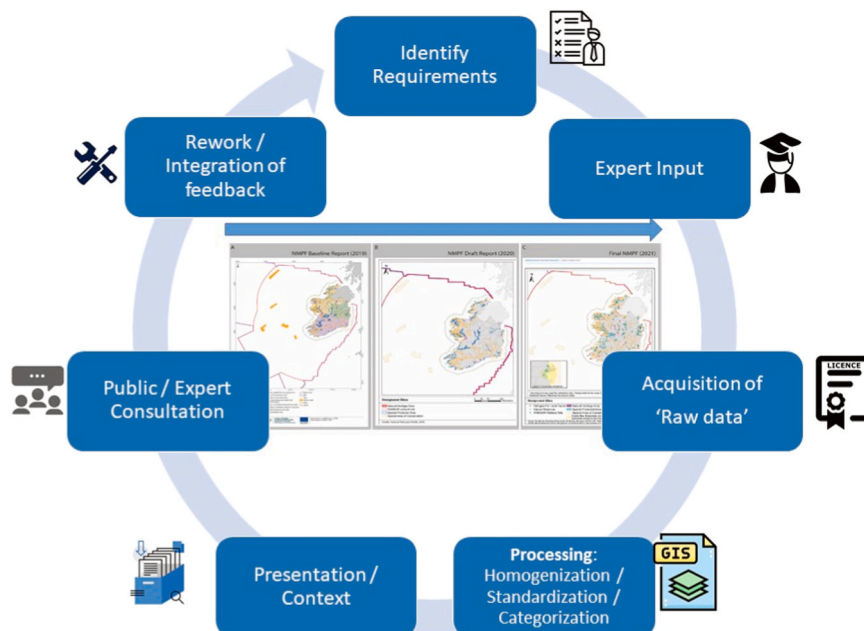 Identify
Requirements
Expert Input
Acquisition of
'Raw data'
LICENCE
Processing:
Homogenization /
Standardization /
Categorization
GIS
Presentation /
Context
Public / Expert
Consultation
Rework /
Integration of
feedback
A
NMPF Baseline Report (2019)
B
NMPF Draft Report (2020)
C
Final NMPF (2021)